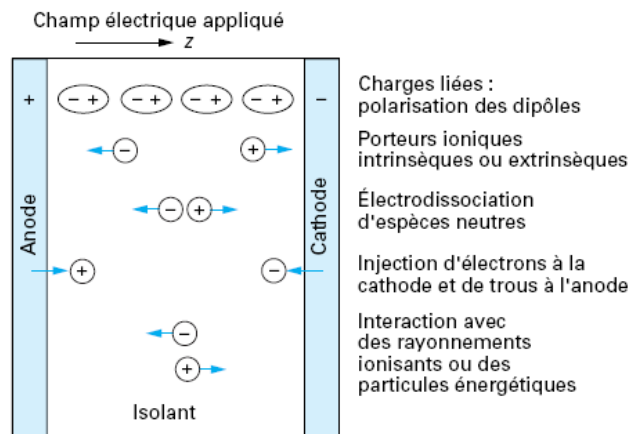 Champ électrique appliqué
z
+
– + – + – + – +
–
Charges liées :
polarisation des dipôles
–
+
Porteurs ioniques
intrinsèques ou extrinsèques
– +
Électrodissociation
d'espèces neutres
Anode
Cathode
+
–
Injection d'électrons à la
cathode et de trous à l'anode
–
+
Interaction avec
des rayonnements
ionisants ou des
particules énergétiques
Isolant